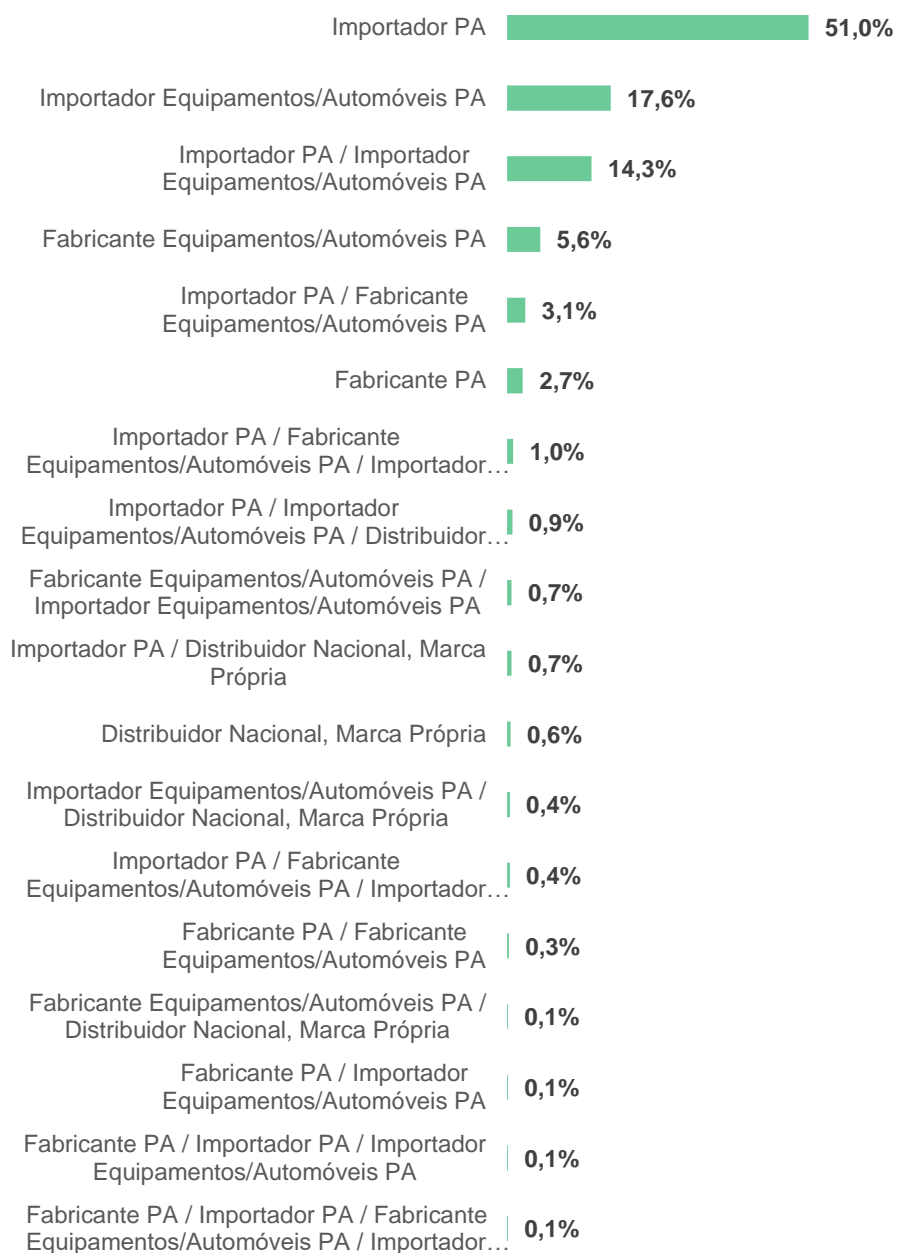 Importador PA 51,0%
Importador Equipamentos/Automóveis PA 17,6%
Importador PA / Importador
Equipamentos/Automóveis PA 14,3%
Fabricante Equipamentos/Automóveis PA 5,6%
Importador PA / Fabricante
Equipamentos/Automóveis PA 3,1%
Fabricante PA 2,7%
Importador PA / Fabricante
Equipamentos/Automóveis PA / Importador… 1,0%
Importador PA / Importador
Equipamentos/Automóveis PA / Distribuidor… 0,9%
Fabricante Equipamentos/Automóveis PA /
Importador Equipamentos/Automóveis PA 0,7%
Importador PA / Distribuidor Nacional, Marca
Própria 0,7%
Distribuidor Nacional, Marca Própria 0,6%
Importador Equipamentos/Automóveis PA /
Distribuidor Nacional, Marca Própria 0,4%
Importador PA / Fabricante
Equipamentos/Automóveis PA / Importador… 0,4%
Fabricante PA / Fabricante
Equipamentos/Automóveis PA 0,3%
Fabricante Equipamentos/Automóveis PA /
Distribuidor Nacional, Marca Própria 0,1%
Fabricante PA / Importador
Equipamentos/Automóveis PA 0,1%
Fabricante PA / Importador PA / Importador
Equipamentos/Automóveis PA 0,1%
Fabricante PA / Importador PA / Fabricante
Equipamentos/Automóveis PA / Importador… 0,1%